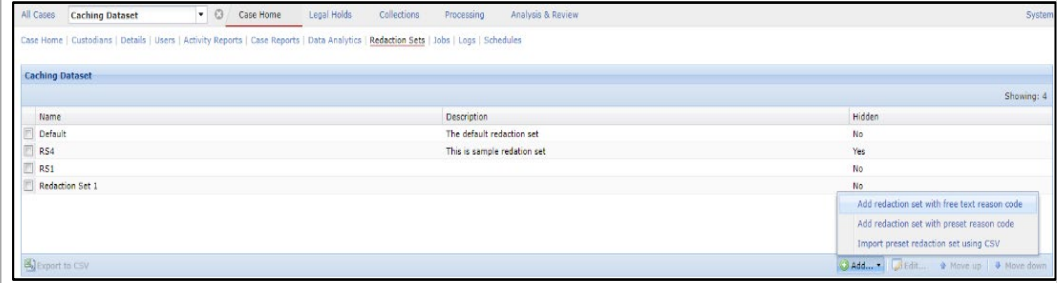 All Cases Caching Dataset Case Home Legal Holds Collections Processing Analysis & Review System
Case Home | Custodians | Details | Users | Activity Reports | Case Reports | Data Analytics | Redaction Sets | Jobs | Logs | Schedules
Caching Dataset
Showing: 4
Name Description Hidden
Default The default redaction set No
RS4 This is sample redation set Yes
RS1 No
Redaction Set 1 No
Add redaction set with free text reason code
Add redaction set with preset reason code
Import preset redaction set using CSV
Export to CSV Add... Edit... Move up | Move down